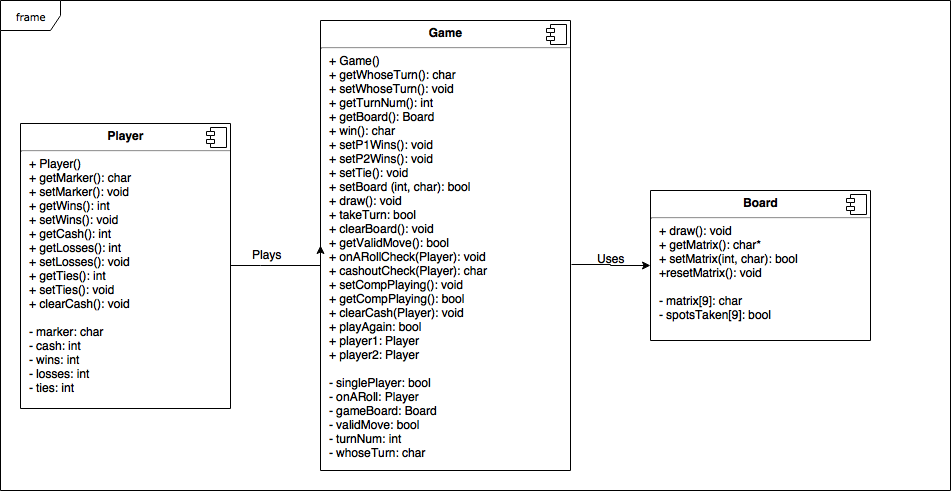 frame
Player
+ Player()
+ getMarker(): char
+ setMarker(): void
+ getWins(): int
+ setWins(): void
+ getCash(): int
+ getLosses(): int
+ setLosses(): void
+ getTies(): int
+ setTies(): void
+ clearCash(): void
- marker: char
- cash: int
- wins: int
- losses: int
- ties: int
Plays
Game
+ Game()
+ getWhoseTurn(): char
+ setWhoseTurn(): void
+ getTurnNum(): int
+ getBoard(): Board
+ win(): char
+ setP1Wins(): void
+ setP2Wins(): void
+ setTie(): void
+ setBoard (int, char): bool
+ draw(): void
+ takeTurn: bool
+ clearBoard(): void
+ getValidMove(): bool
+ onARollCheck(Player): void
+ cashoutCheck(Player): char
+ setCompPlaying(): void
+ getCompPlaying(): bool
+ clearCash(Player): void
+ playAgain: bool
+ player1: Player
+ player2: Player
- singlePlayer: bool
- onARoll: Player
- gameBoard: Board
- validMove: bool
- turnNum: int
- whoseTurn: char
Uses
Board
+ draw(): void
+ getMatrix(): char*
+ setMatrix(int, char): bool
+resetMatrix(): void
- matrix[9]: char
- spotsTaken[9]: bool